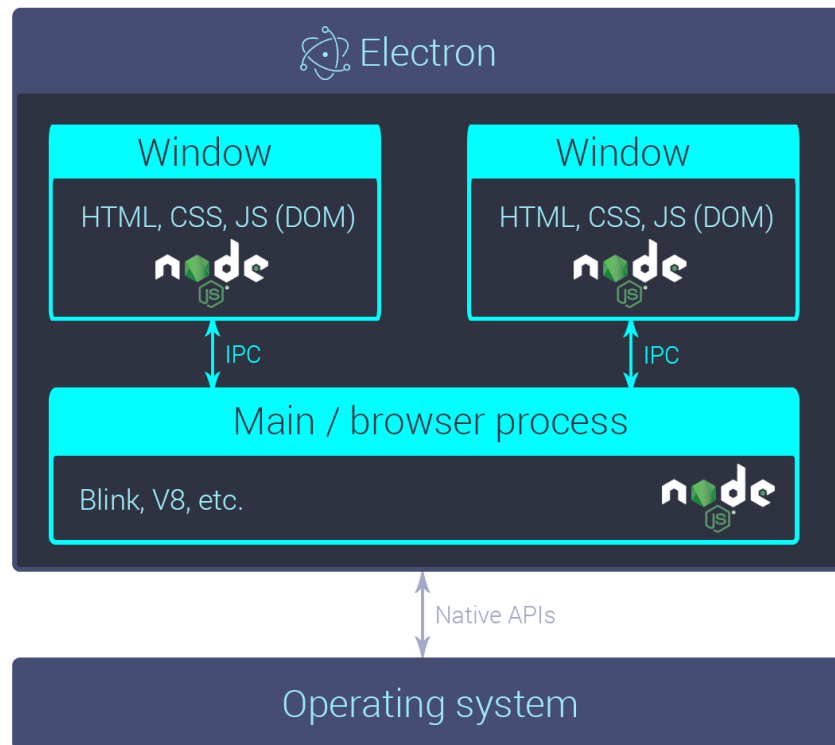 Electron
Window
Window
HTML, CSS, JS (DOM)
HTML, CSS, JS (DOM)
node
JS
node
JS
IPC
IPC
Main / browser process
Blink, V8, etc.
node
JS
Native APIs
Operating system